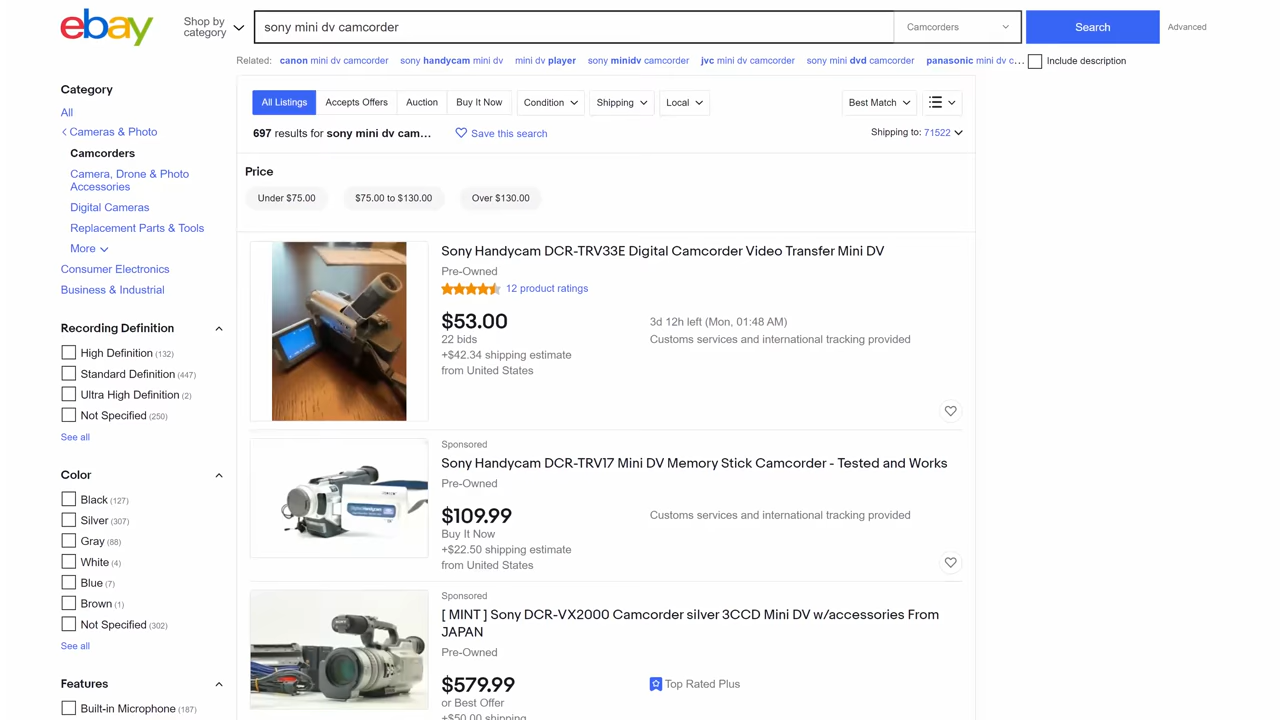 ebay
Shop by
category
sony mini dv camcorder
Camcorders
Search
Advanced
Related: canon mini dv camcorder sony handycam mini dv mini dv player sony minidv camcorder jvc mini dv camcorder sony mini dvd camcorder panasonic mini dv c...
Include description
Category
All
Cameras & Photo
Camcorders
Camera, Drone & Photo
Accessories
Digital Cameras
Replacement Parts & Tools
More
Consumer Electronics
Business & Industrial
Recording Definition
High Definition (132)
Standard Definition (447)
Ultra High Definition (2)
Not Specified (250)
See all
Color
Black (127)
Silver (307)
Gray (88)
White (4)
Blue (7)
Brown (1)
Not Specified (302)
See all
Features
Built-in Microphone (187)
All Listings Accepts Offers Auction Buy It Now Condition Shipping Local Best Match
697 results for sony mini dv cam... Save this search
Shipping to: 71522
Price
Under $75.00 $75.00 to $130.00 Over $130.00
Sony Handycam DCR-TRV33E Digital Camcorder Video Transfer Mini DV
Pre-Owned
12 product ratings
$53.00
3d 12h left (Mon, 01:48 AM)
22 bids
Customs services and international tracking provided
+$42.34 shipping estimate
from United States
Sponsored
Sony Handycam DCR-TRV17 Mini DV Memory Stick Camcorder - Tested and Works
Pre-Owned
$109.99
Customs services and international tracking provided
Buy It Now
+$22.50 shipping estimate
from United States
Sponsored
[ MINT ] Sony DCR-VX2000 Camcorder silver 3CCD Mini DV w/accessories From
JAPAN
Pre-Owned
$579.99
Top Rated Plus
or Best Offer
+$50.00 shipping